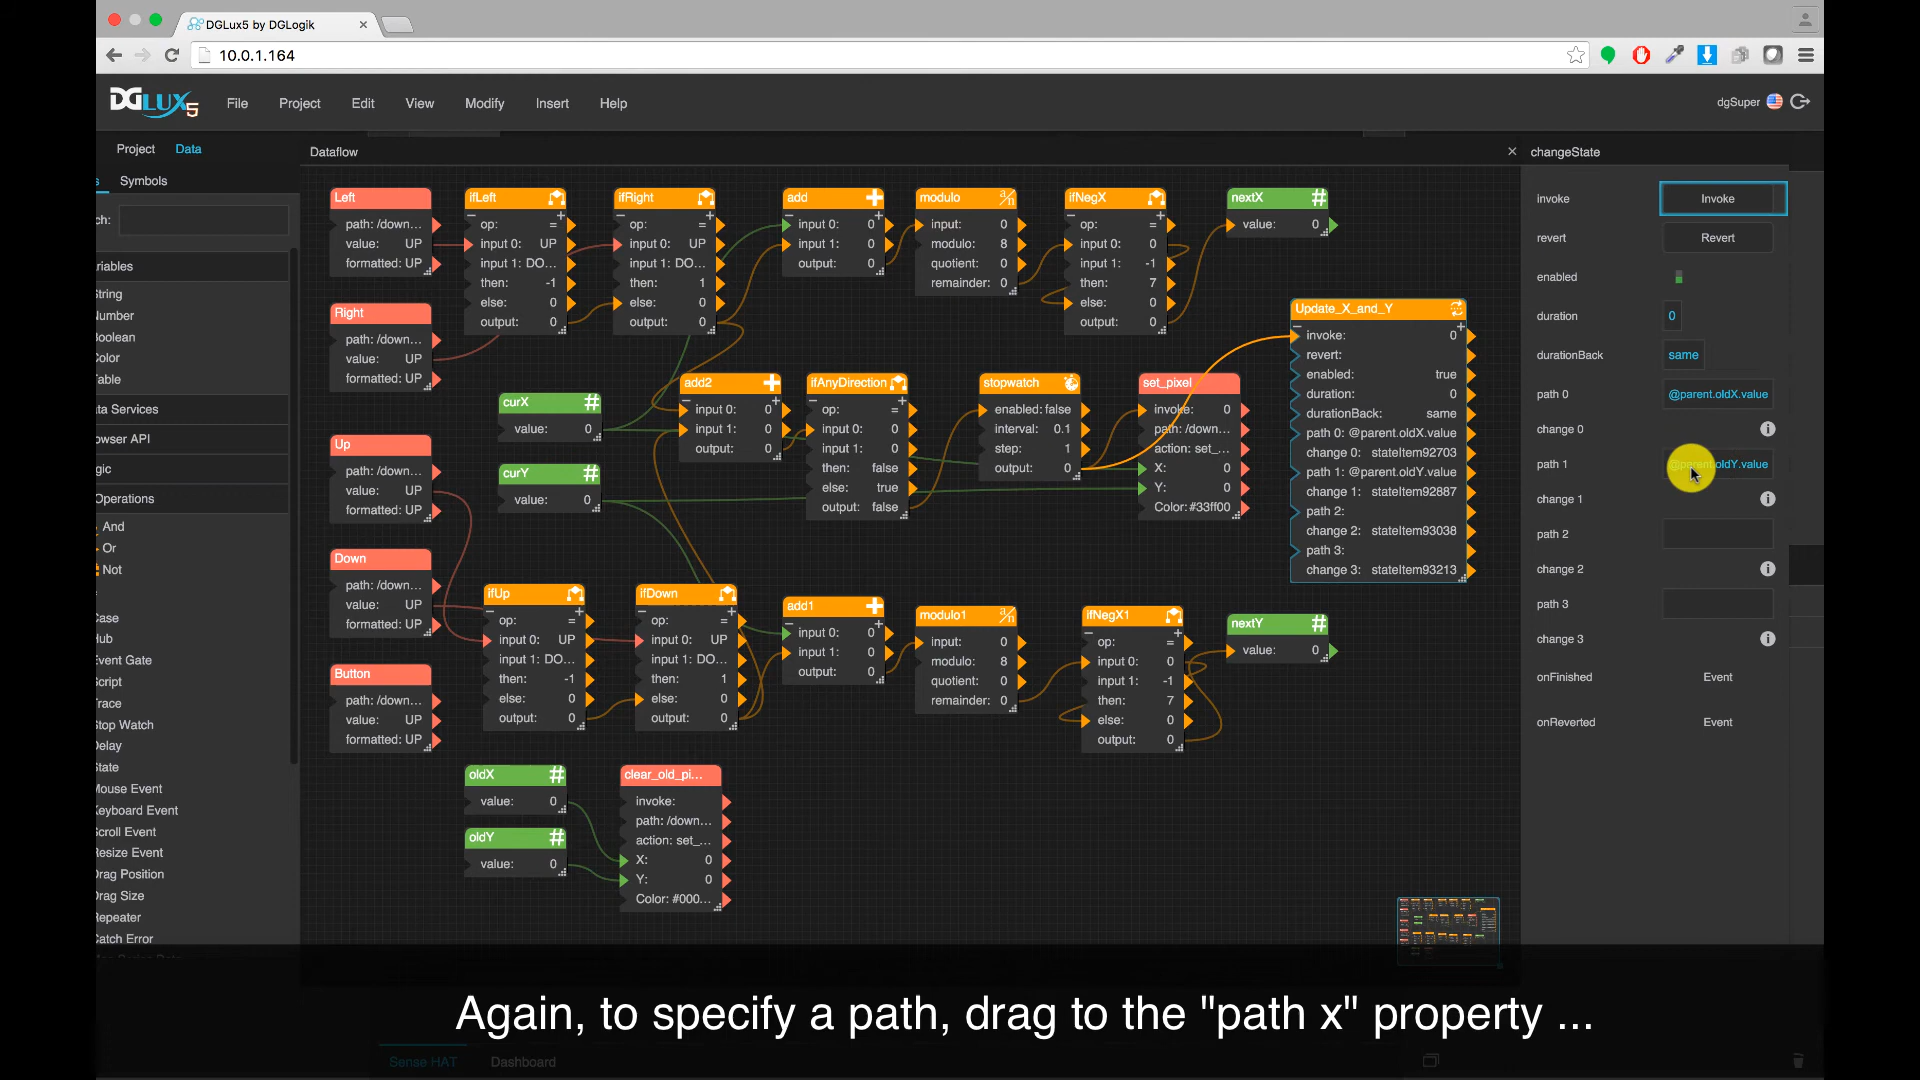 DGLux5 by DGLogik
10.0.1.164
DGLUX5
File
Project
Edit
View
Modify
Insert
Help
dgSuper
Project
Data
s
Symbols
ch:
ariables
String
Number
Boolean
Color
Table
ata Services
owser API
gic
Operations
And
Or
Not
Case
Hub
Event Gate
Script
Trace
Stop Watch
Delay
State
Mouse Event
Keyboard Event
Scroll Event
Resize Event
Drag Position
Drag Size
Repeater
Catch Error
Dataflow
Left
path: /down...
value: UP
formatted: UP
Right
path: /down...
value: UP
formatted: UP
Up
path: /down...
value: UP
formatted: UP
Down
path: /down...
value: UP
formatted: UP
Button
path: /down...
value: UP
formatted: UP
ifLeft
op: =
input 0: UP
input 1: DO...
then: -1
else: 0
output: 0
ifRight
op: =
input 0: UP
input 1: DO...
then: 1
else: 0
output: 0
add
input 0: 0
input 1: 0
output: 0
modulo
a/n
input: 0
modulo: 8
quotient: 0
remainder: 0
ifNegX
op: =
input 0: 0
input 1: -1
then: 7
else: 0
output: 0
nextX #
value: 0
curX #
value: 0
curY #
value: 0
add2
input 0: 0
input 1: 0
output: 0
ifAnyDirection
op: =
input 0: 0
input 1: 0
then: false
else: true
output: false
stopwatch
enabled: false
interval: 0.1
step: 1
output: 0
set_pixel
invoke: 0
path: /down...
action: set_...
X: 0
Y: 0
Color: #33ff00
Update_X_and_Y
invoke: 0
revert:
enabled: true
duration: 0
durationBack: same
path 0: @parent.oldX.value
change 0: stateItem92703
path 1: @parent.oldY.value
change 1: stateItem92887
path 2:
change 2: stateItem93038
path 3:
change 3: stateItem93213
ifUp
op: =
input 0: UP
input 1: DO...
then: -1
else: 0
output: 0
ifDown
op: =
input 0: UP
input 1: DO...
then: 1
else: 0
output: 0
add1
input 0: 0
input 1: 0
output: 0
modulo1
a/n
input: 0
modulo: 8
quotient: 0
remainder: 0
ifNegX1
op: =
input 0: 0
input 1: -1
then: 7
else: 0
output: 0
nextY #
value: 0
oldX #
value: 0
oldY #
value: 0
clear_old_pi...
invoke:
path: /down...
action: set_...
X: 0
Y: 0
Color: #000...
changeState
invoke Invoke
revert Revert
enabled
duration 0
durationBack same
path 0 @parent.oldX.value
change 0
path 1 @parent.oldY.value
change 1
path 2
change 2
path 3
change 3
onFinished Event
onReverted Event
Again, to specify a path, drag to the "path x" property ...
Sense HAT
Dashboard